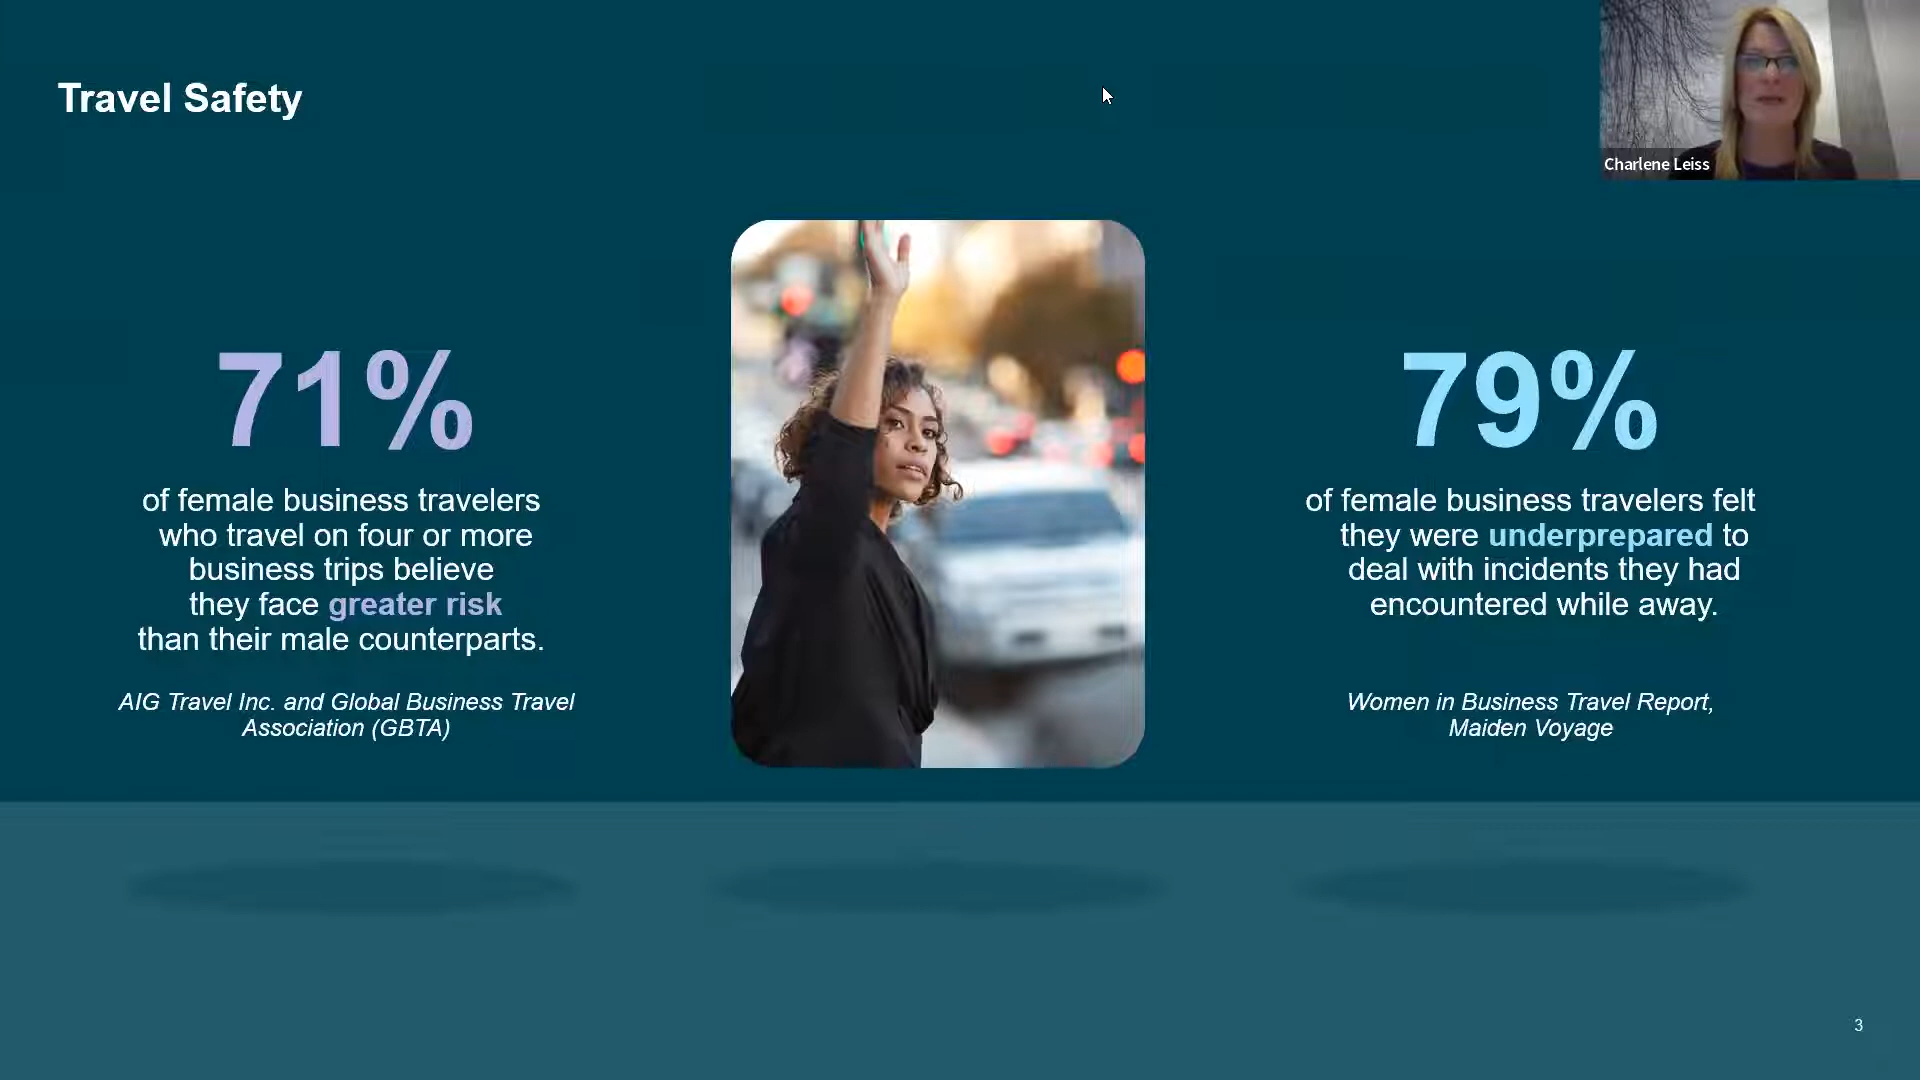 Travel Safety
Charlene Leiss
71%
of female business travelers
who travel on four or more
business trips believe
they face greater risk
than their male counterparts.
AIG Travel Inc. and Global Business Travel
Association (GBTA)
79%
of female business travelers felt
they were underprepared to
deal with incidents they had
encountered while away.
Women in Business Travel Report,
Maiden Voyage
3